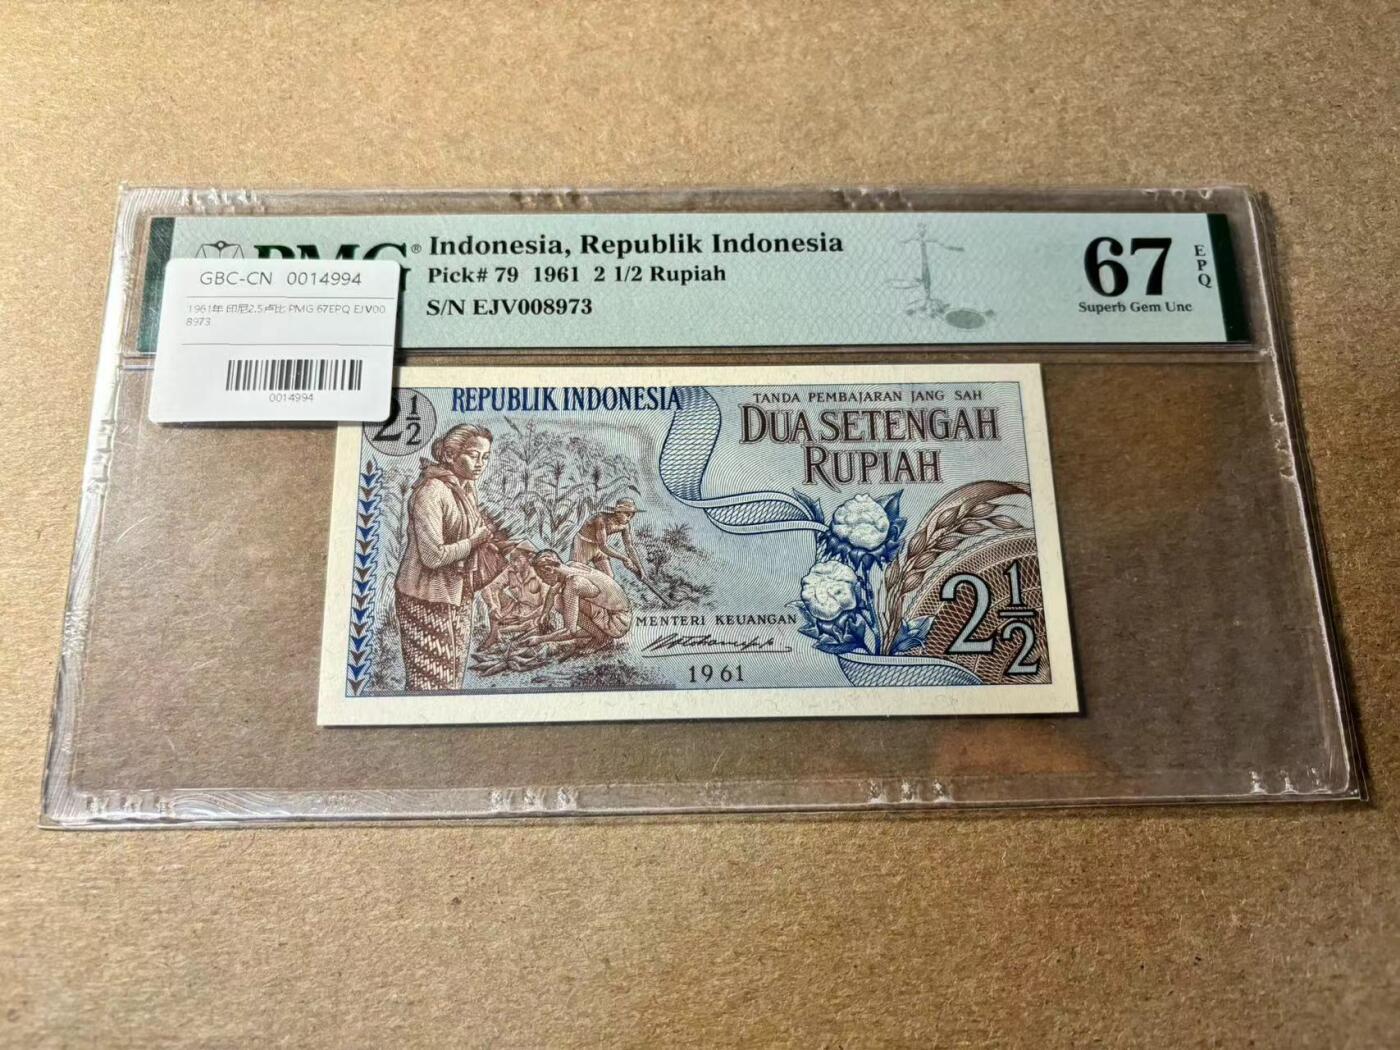 PMG® Indonesia, Republik Indonesia
Pick# 79 1961 2 1/2 Rupiah
S/N EJV008973
67
EPQ
Superb Gem Unc
GBC-CN 0014994
1961年 印尼2.5卢比 PMG 67EPQ EJV00
8973
0014994
2 1/2
REPUBLIK INDONESIA
TANDA PEMBAJARAN JANG SAH
DUA SETENGAH
RUPIAH
2 1/2
MENTERI KEUANGAN
1961